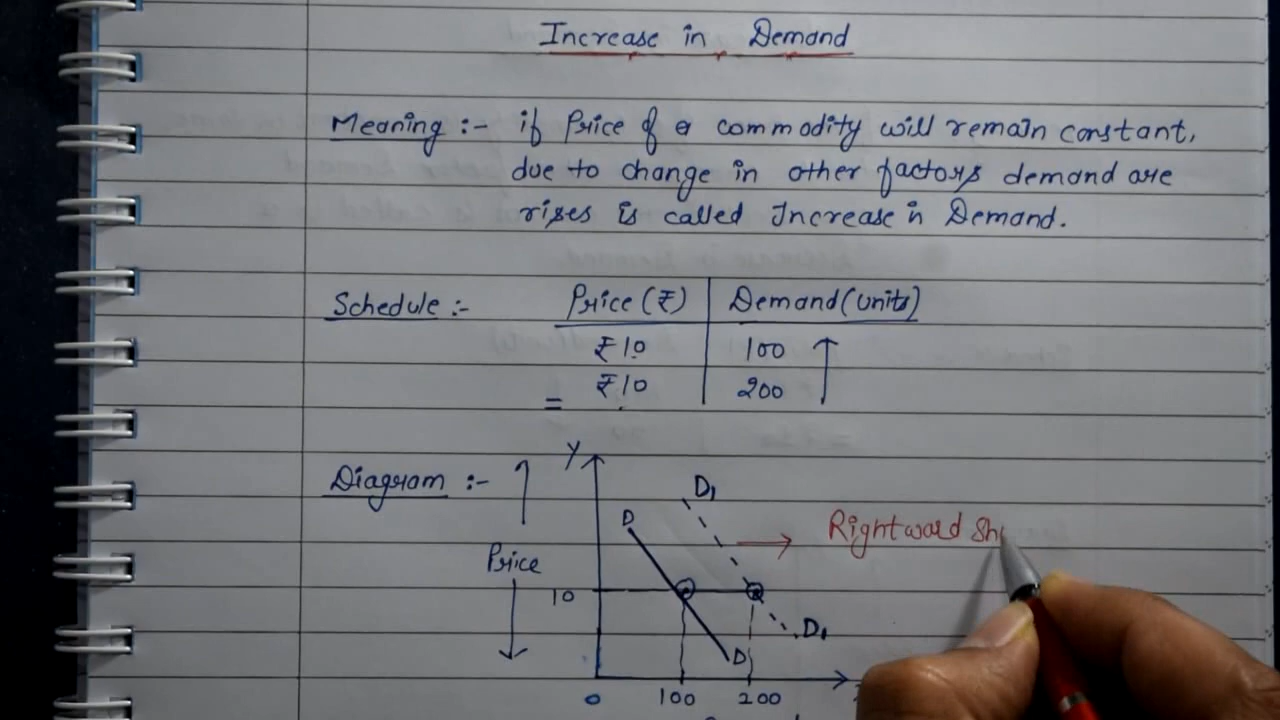 Increase in Demand
Meaning :- if Price of a commodity will remain constant,
due to change in other factors demand are
rises is called Increase in Demand.
Schedule :- Price (₹) Demand (units)
₹10 100
= ₹10 200
Diagram :- Y
D₁
D
Rightward
Price
10
D₁
D
0 100 200